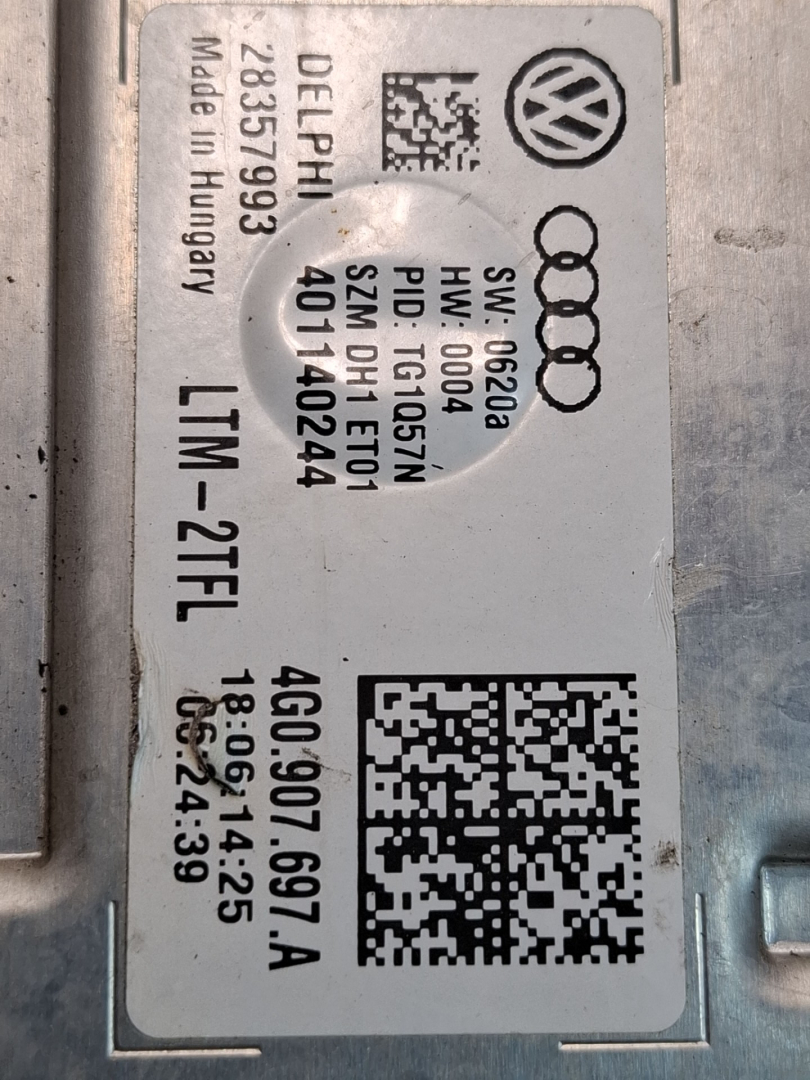 SW: 0620a
HW: 0004
PID: TG1Q57N
SZM DH1 ET01
401140244
DELPHI
28357993
Made in Hungary
LTM-2TFL
4G0.907.697.A
18:06:14:25
06:24:39